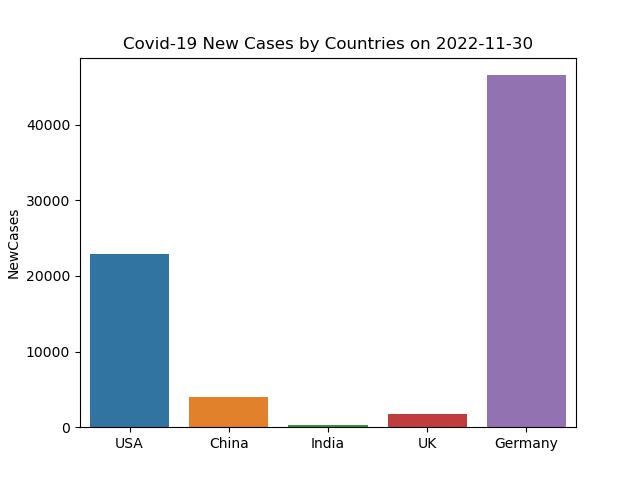 Covid-19 New Cases by Countries on 2022-11-30
NewCases
40000
30000
20000
10000
0
USA China India UK Germany